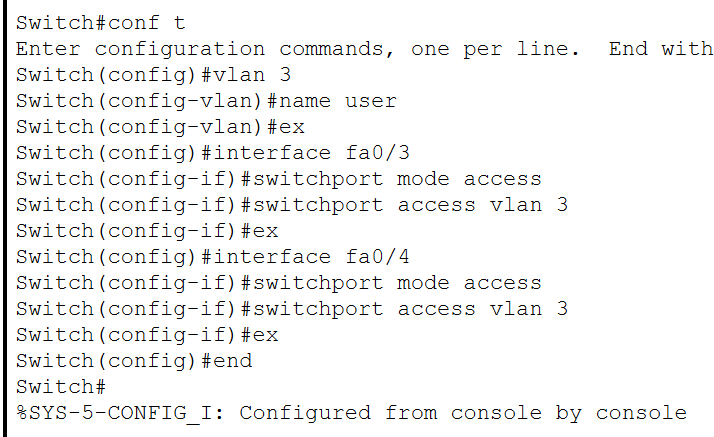 Switch#conf t
Enter configuration commands, one per line.  End with
Switch(config)#vlan 3
Switch(config-vlan)#name user
Switch(config-vlan)#ex
Switch(config)#interface fa0/3
Switch(config-if)#switchport mode access
Switch(config-if)#switchport access vlan 3
Switch(config-if)#ex
Switch(config)#interface fa0/4
Switch(config-if)#switchport mode access
Switch(config-if)#switchport access vlan 3
Switch(config-if)#ex
Switch(config)#end
Switch#
%SYS-5-CONFIG_I: Configured from console by console